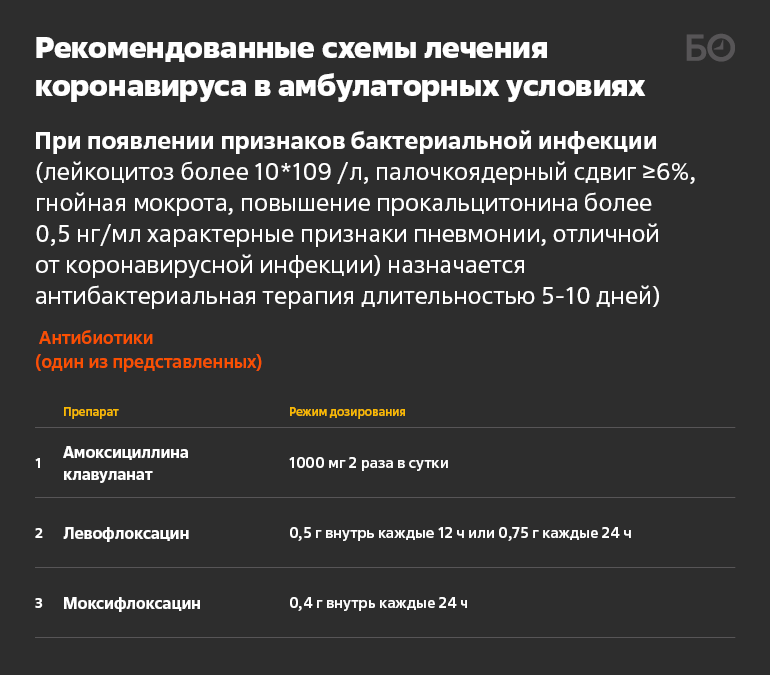 Рекомендованные схемы лечения
коронавируса в амбулаторных условиях
БО
При появлении признаков бактериальной инфекции
(лейкоцитоз более 10*109 /л, палочкоядерный сдвиг ≥6%,
гнойная мокрота, повышение прокальцитонина более
0,5 нг/мл характерные признаки пневмонии, отличной
от коронавирусной инфекции) назначается
антибактериальная терапия длительностью 5-10 дней)
Антибиотики
(один из представленных)
Препарат Режим дозирования
1 Амоксициллина клавуланат 1000 мг 2 раза в сутки
2 Левофлоксацин 0,5 г внутрь каждые 12 ч или 0,75 г каждые 24 ч
3 Моксифлоксацин 0,4 г внутрь каждые 24 ч